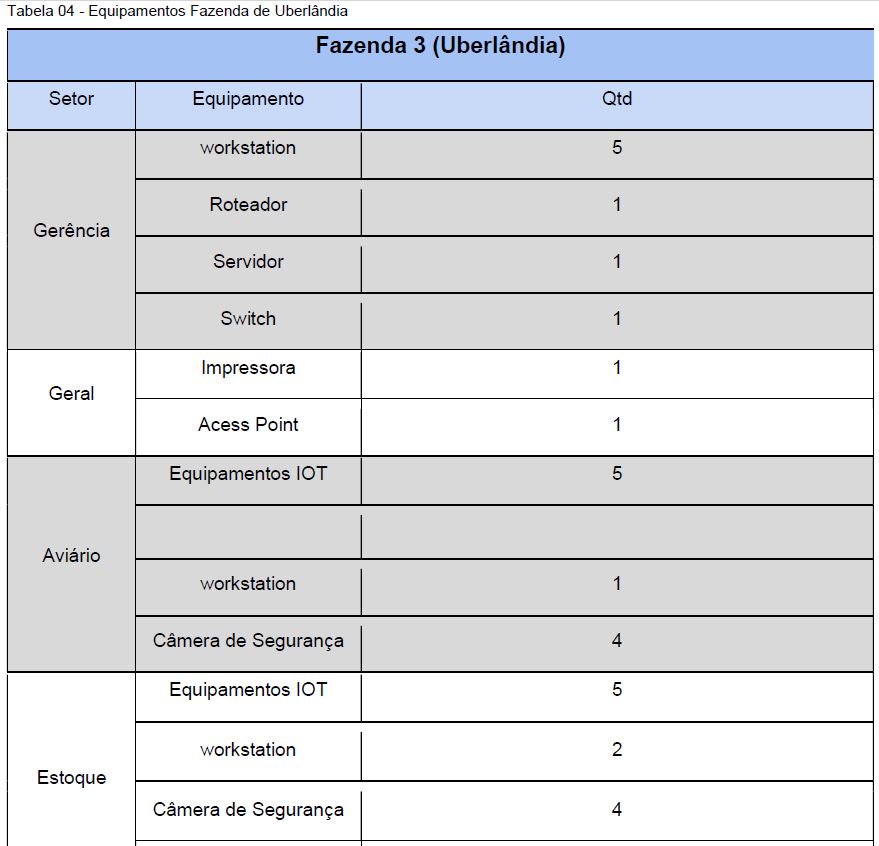 Tabela 04 - Equipamentos Fazenda de Uberlândia
Fazenda 3 (Uberlândia)
Setor Equipamento Qtd
Gerência
workstation 5
Roteador 1
Servidor 1
Switch 1
Geral
Impressora 1
Acess Point 1
Aviário
Equipamentos IOT 5
workstation 1
Câmera de Segurança 4
Estoque
Equipamentos IOT 5
workstation 2
Câmera de Segurança 4